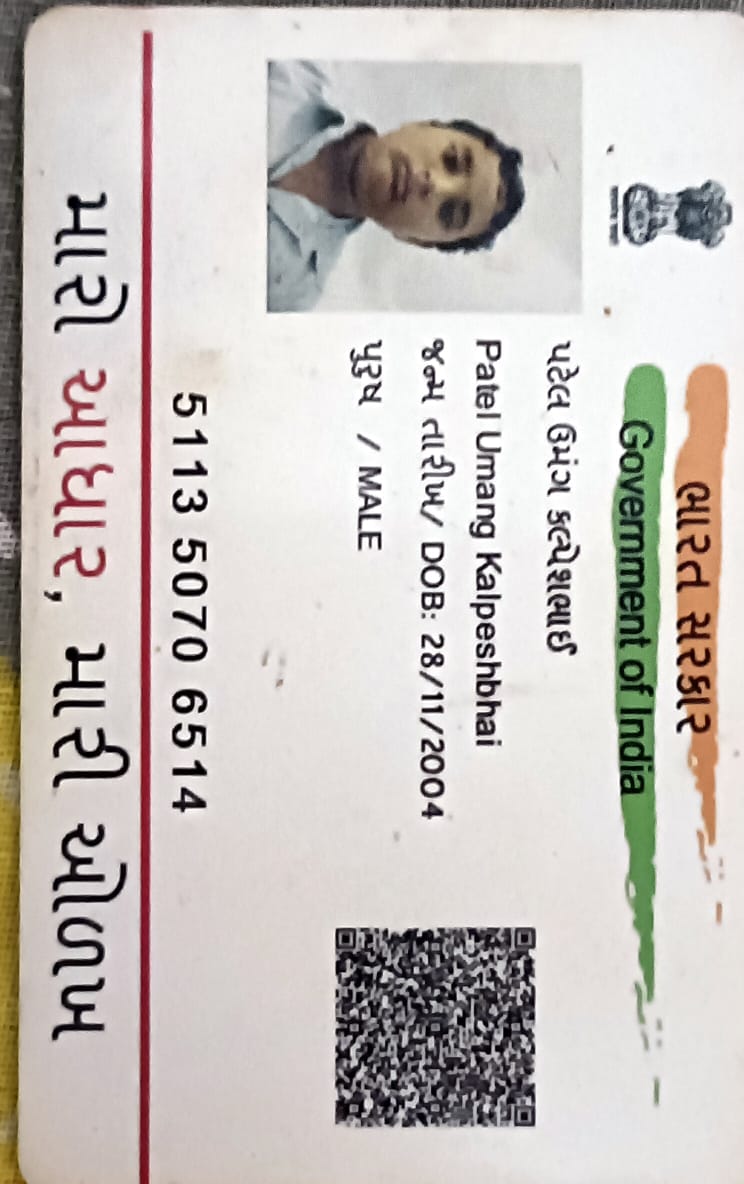 ભારત સરકાર
Government of India
પટેલ ઉમંગ કલ્પેશભાઈ
Patel Umang Kalpeshbhai
જન્મ તારીખ/ DOB: 28/11/2004
પુરુષ / MALE
5113 5070 6514
મારો આધાર, મારી ઓળખ